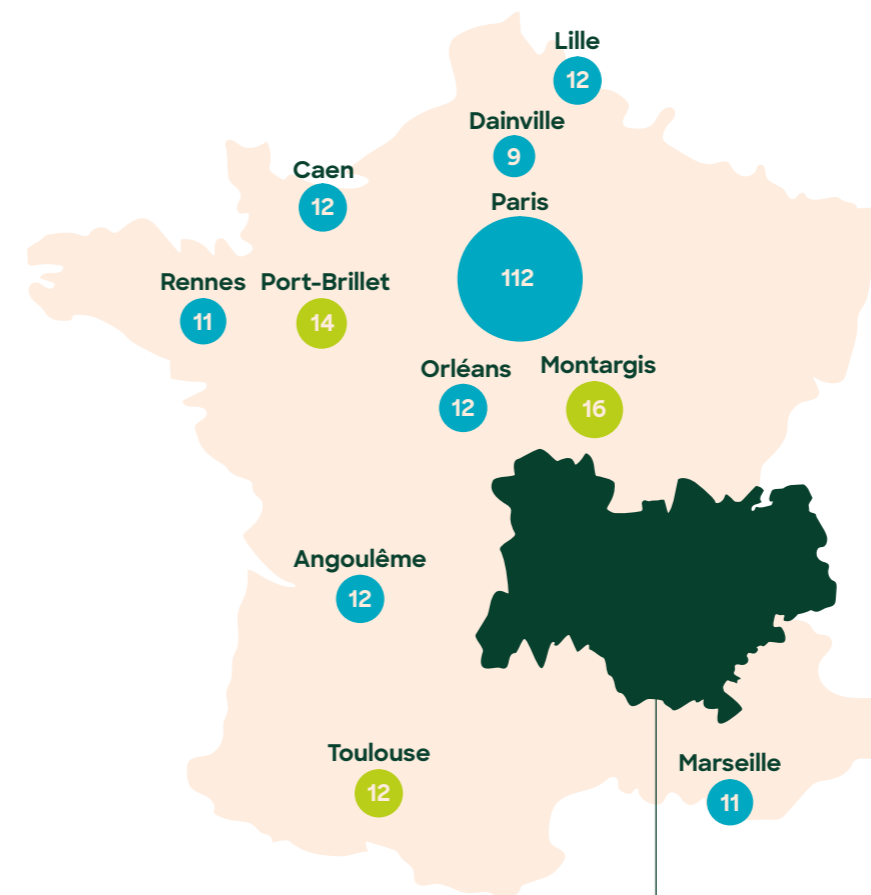 Lille
12
Dainville
9
Caen
12
Paris
112
Rennes
11
Port-Brillet
14
Orléans
12
Montargis
16
Angoulême
12
Toulouse
12
Marseille
11